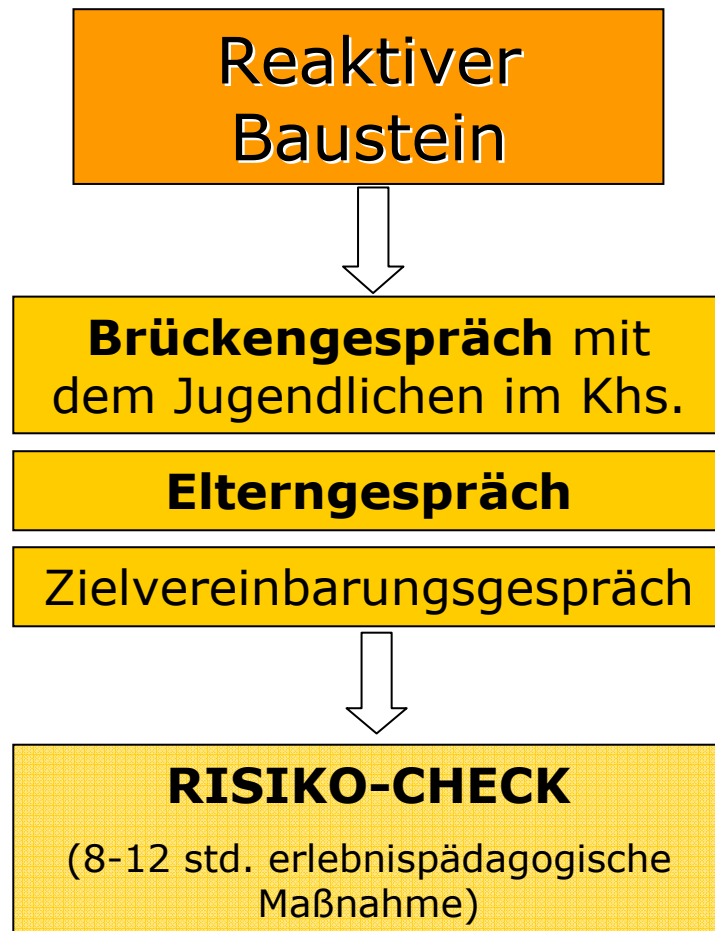 Reaktiver
Baustein
Brückengespräch mit
dem Jugendlichen im Khs.
Elterngespräch
Zielvereinbarungsgespräch
RISIKO-CHECK
(8-12 std. erlebnispädagogische
Maßnahme)